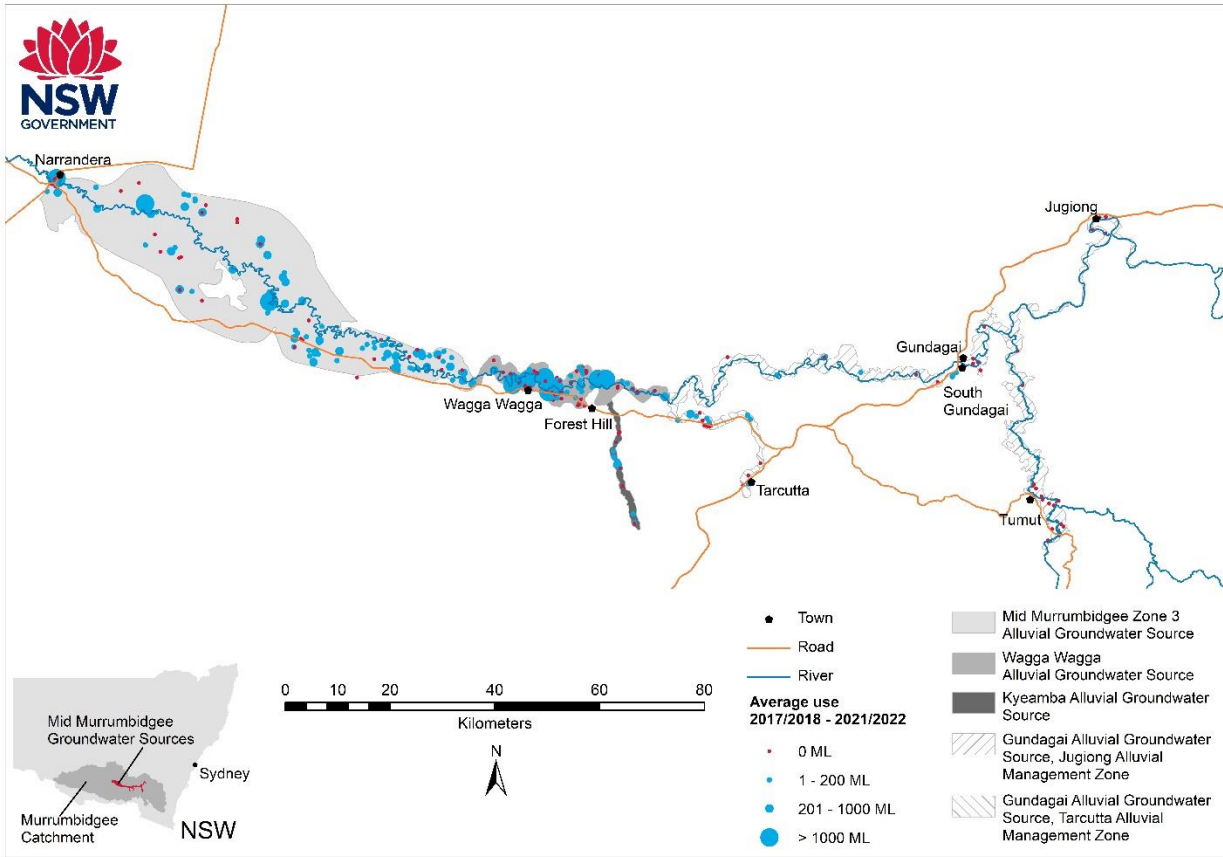 NSW
GOVERNMENT
Narrandera
Jugiong
Gundagai
South
Gundagai
Wagga Wagga
Forest Hill
Tarcutta
Tumut
0 10 20 40 60 80
Kilometers
N
Mid Murrumbidgee
Groundwater Sources
Sydney
Murrumbidgee
Catchment
NSW
Town
Road
River
Average use
2017/2018 - 2021/2022
0 ML
1 - 200 ML
201 - 1000 ML
> 1000 ML
Mid Murrumbidgee Zone 3
Alluvial Groundwater Source
Wagga Wagga
Alluvial Groundwater Source
Kyeamba Alluvial Groundwater
Source
Gundagai Alluvial Groundwater
Source, Jugiong Alluvial
Management Zone
Gundagai Alluvial Groundwater
Source, Tarcutta Alluvial
Management Zone